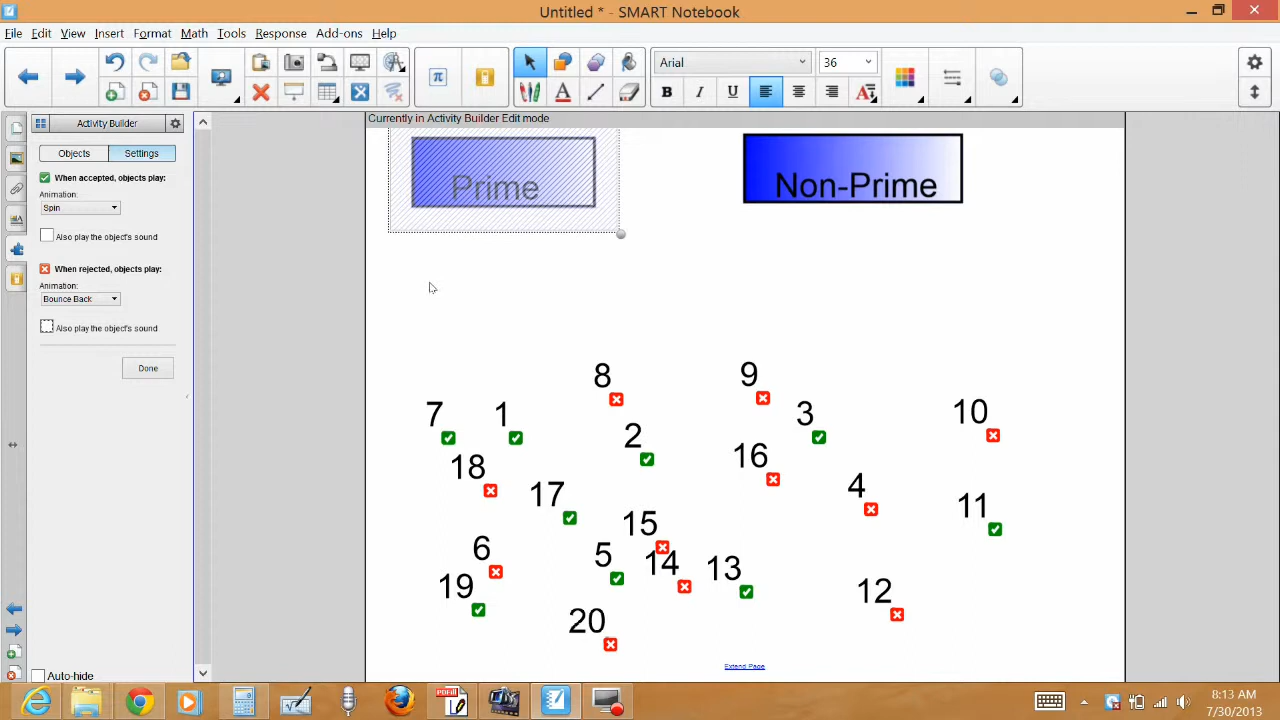 Untitled * - SMART Notebook
File Edit View Insert Format Math Tools Response Add-ons Help
Arial 36
B I U
Activity Builder
Currently in Activity Builder Edit mode
Objects Settings
When accepted, objects play:
Animation:
Spin
Also play the object's sound
When rejected, objects play:
Animation:
Bounce Back
Also play the object's sound
Done
Prime Non-Prime
8 9
7 1 3 10
2
18 16
17 4 11
15
6 5 14 13
19 12
20
Extend Page
Auto-hide
8:13 AM
7/30/2013